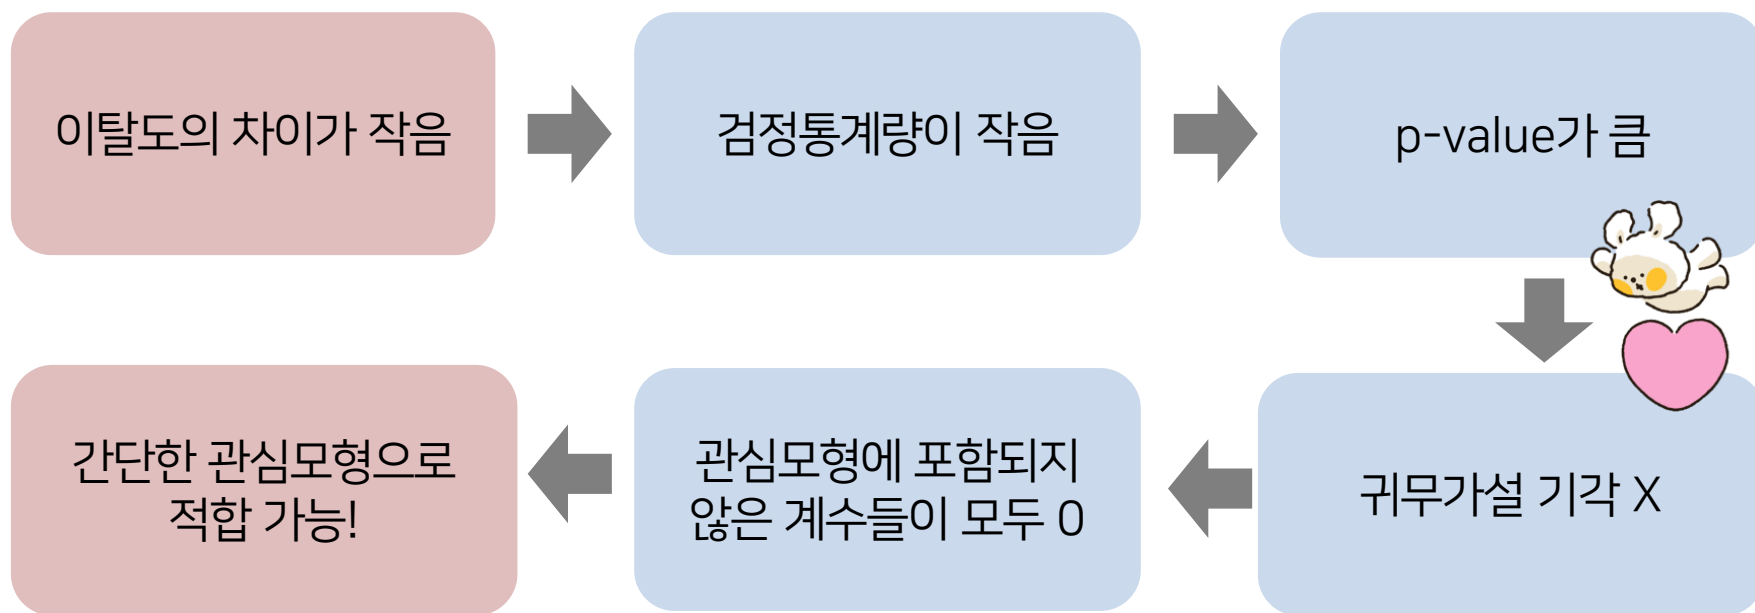 이탈도의 차이가 작음
검정통계량이 작음
p-value가 큼
귀무가설 기각 X
관심모형에 포함되지
않은 계수들이 모두 0
간단한 관심모형으로
적합 가능!